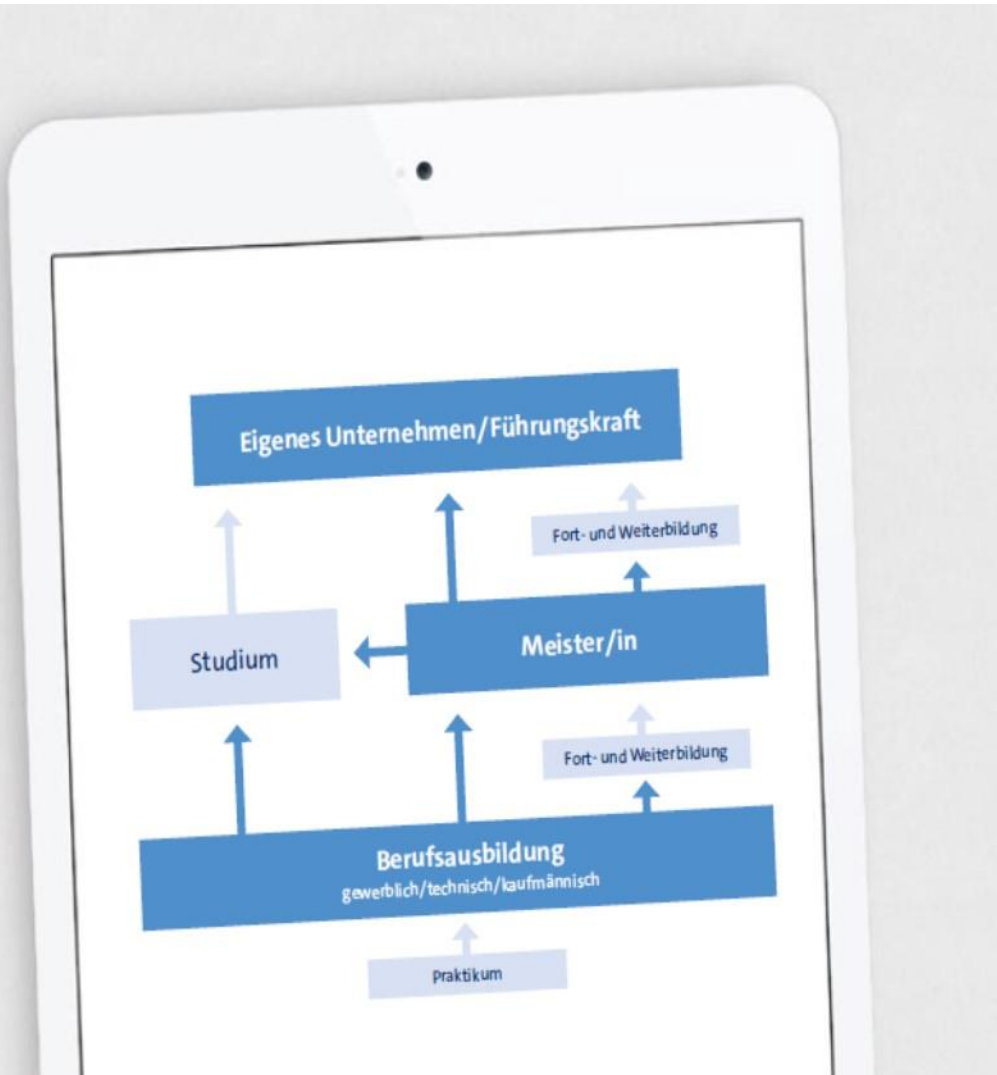 Eigenes Unternehmen/Führungskraft
Fort- und Weiterbildung
Studium
Meister/in
Fort- und Weiterbildung
Berufsausbildung
gewerblich/technisch/kaufmännisch
Praktikum